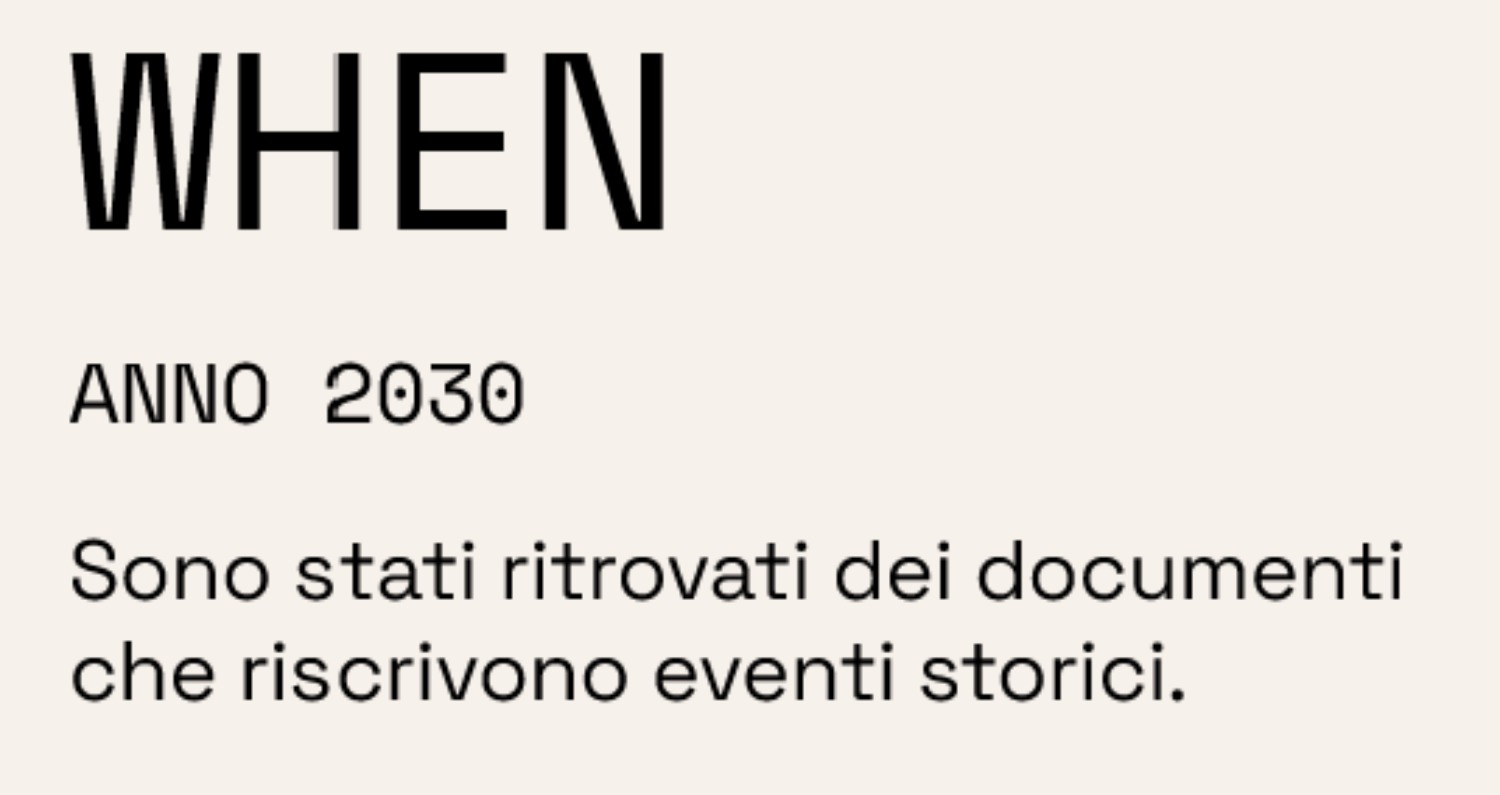 WHEN
ANNO 2030
Sono stati ritrovati dei documenti
che riscrivono eventi storici.